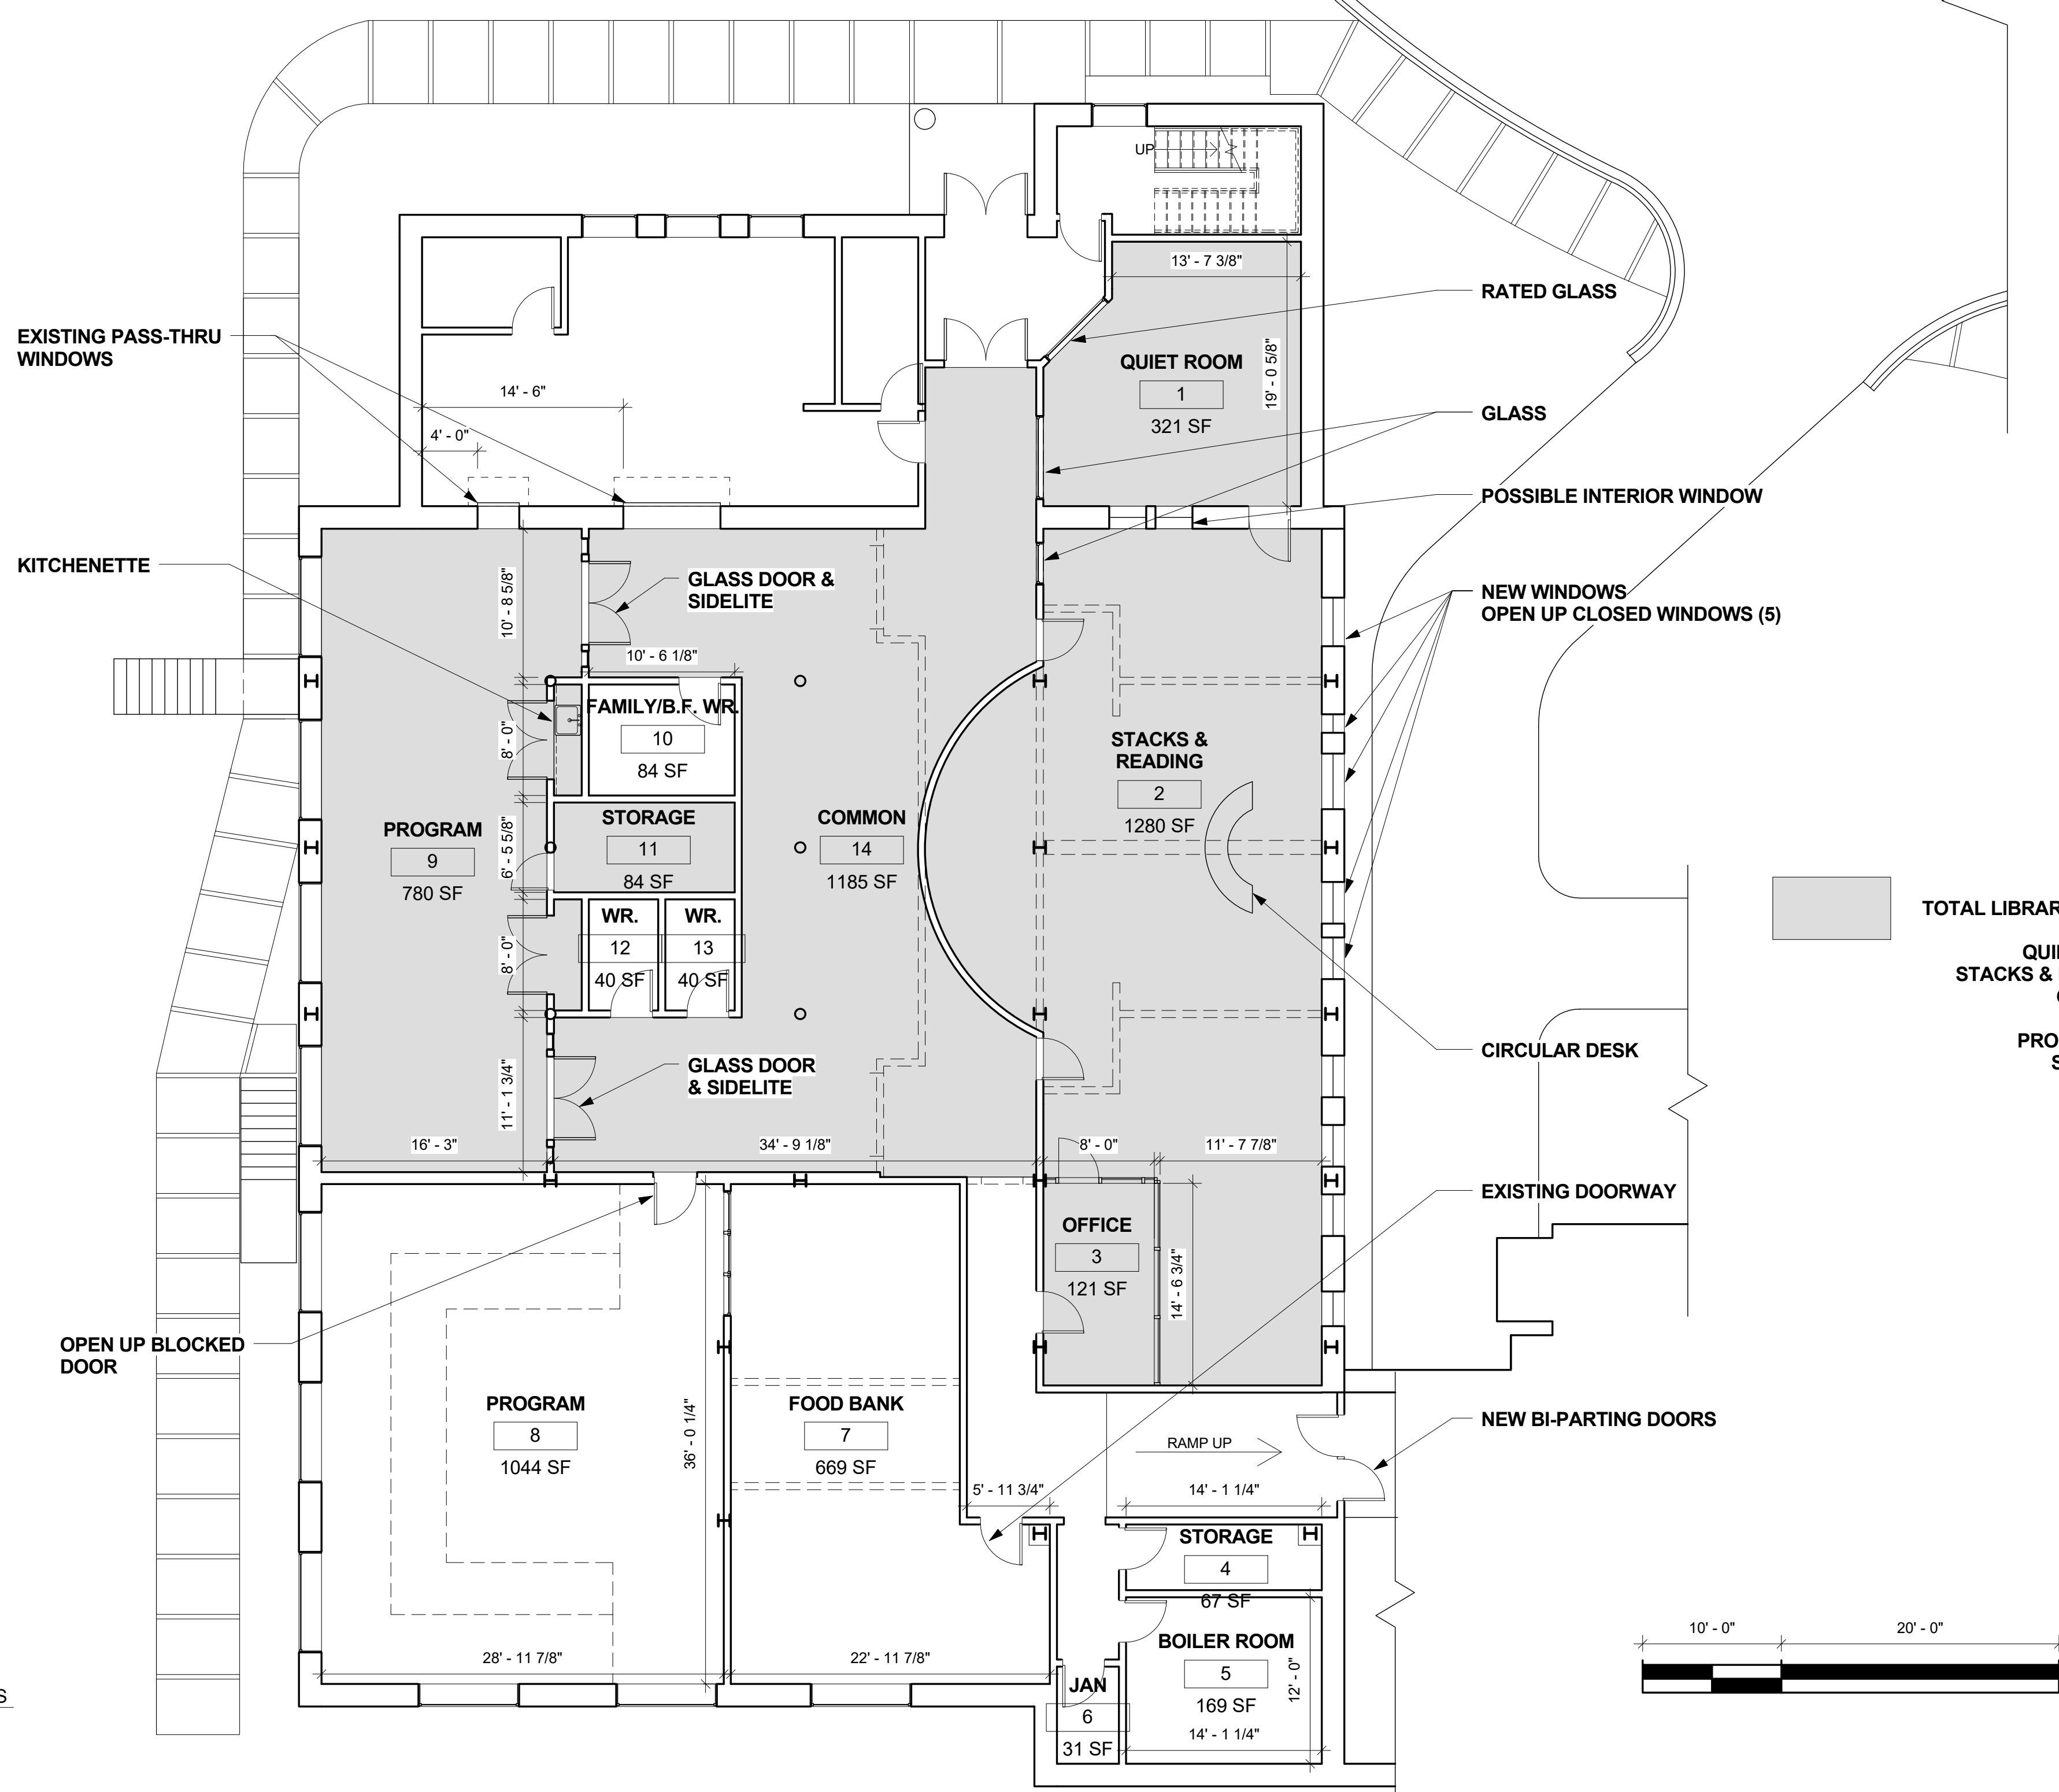 UP
13' - 7 3/8"
RATED GLASS
EXISTING PASS-THRU
WINDOWS
14' - 6"
4' - 0"
QUIET ROOM
1
321 SF
19' - 0 5/8"
GLASS
POSSIBLE INTERIOR WINDOW
KITCHENETTE
10' - 8 5/8"
GLASS DOOR &
SIDELITE
NEW WINDOWS
OPEN UP CLOSED WINDOWS (5)
10' - 6 1/8"
FAMILY/B.F. WR.
10
84 SF
8' - 0"
STACKS &
READING
2
1280 SF
PROGRAM
9
780 SF
6' - 5 5/8"
STORAGE
11
84 SF
COMMON
14
1185 SF
TOTAL LIBRAR
QUI
STACKS &
PRO
S
WR.
12
40 SF
WR.
13
40 SF
8' - 0"
GLASS DOOR
& SIDELITE
CIRCULAR DESK
11' - 1 3/4"
16' - 3"
34' - 9 1/8"
8' - 0"
11' - 7 7/8"
EXISTING DOORWAY
OFFICE
3
121 SF
14' - 6 3/4"
OPEN UP BLOCKED
DOOR
PROGRAM
8
1044 SF
36' - 0 1/4"
FOOD BANK
7
669 SF
NEW BI-PARTING DOORS
RAMP UP
5' - 11 3/4"
14' - 1 1/4"
STORAGE
4
67 SF
BOILER ROOM
5
169 SF
12' - 0"
14' - 1 1/4"
JAN
6
31 SF
28' - 11 7/8"
22' - 11 7/8"
10' - 0"
20' - 0"
S